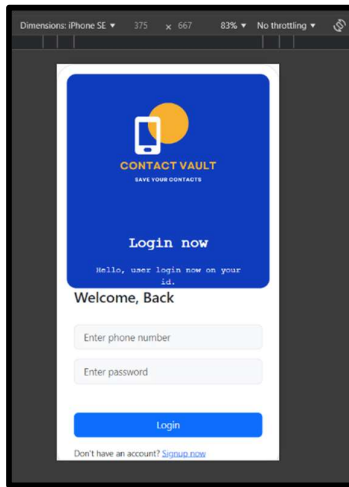 Dimensions: iPhone SE ▼ 375 x 667 83% ▼ No throttling ▼
CONTACT VAULT
SAVE YOUR CONTACTS
Login now
Hello, user login now on your
id.
Welcome, Back
Enter phone number
Enter password
Login
Don't have an account? Signup now